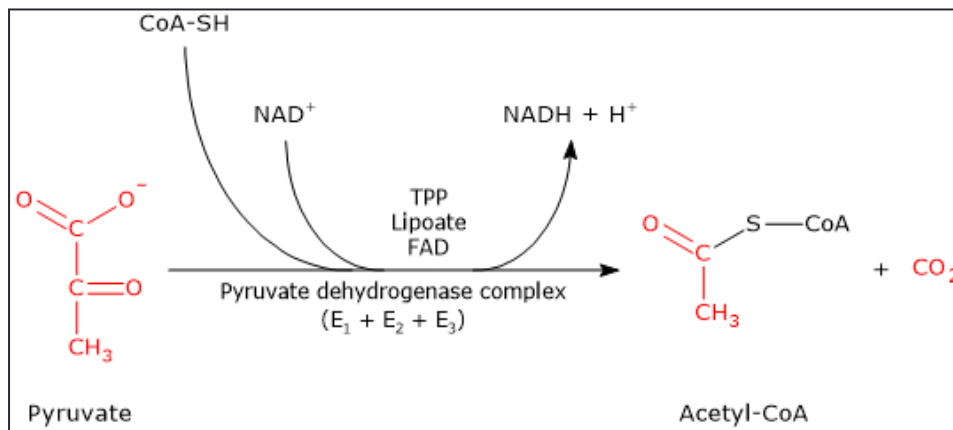 CoA-SH
NAD⁺
NADH + H⁺
TPP
Lipoate
FAD
O
O⁻
C
C
O
CH₃
O
C
S
CoA
CH₃
+ CO₂
Pyruvate dehydrogenase complex
(E₁ + E₂ + E₃)
Pyruvate
Acetyl-CoA